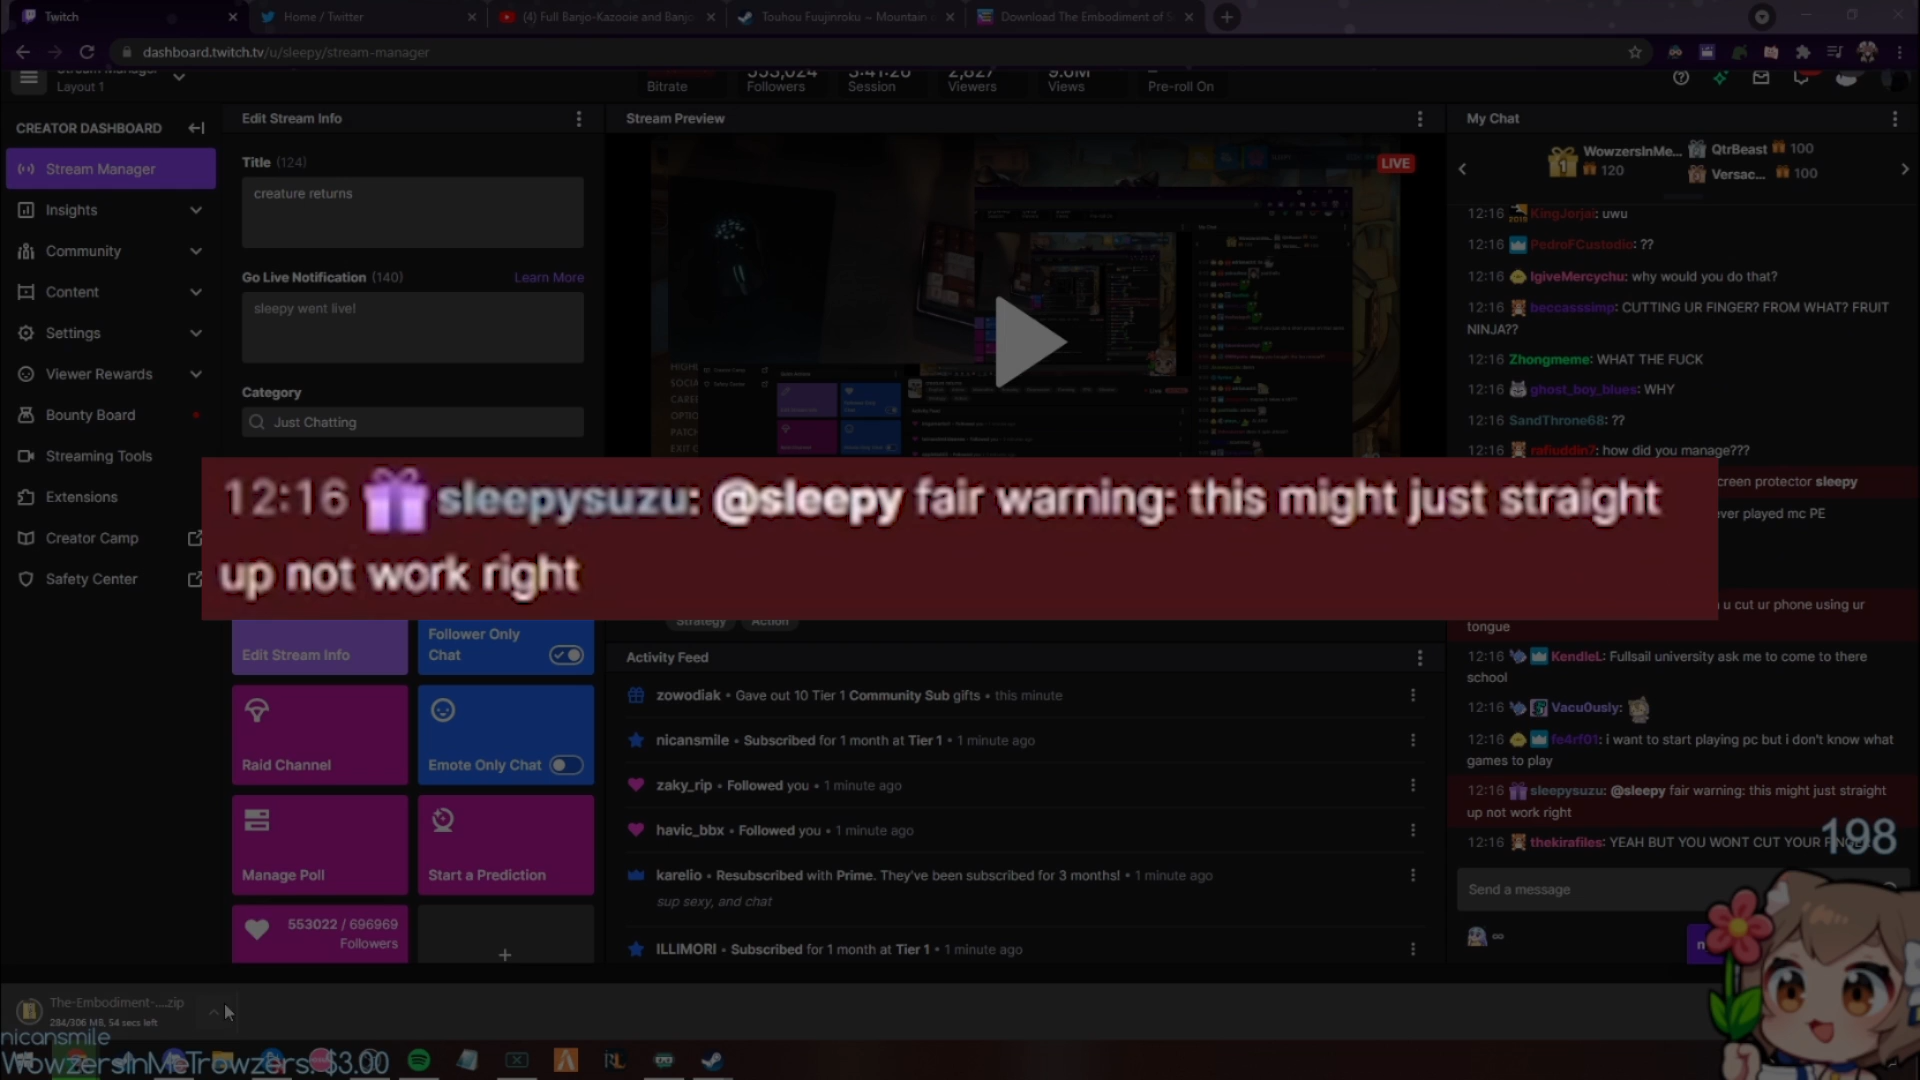 Twitch
Home / Twitter
(4) Full Banjo-Kazooie and Banjo
Touhou Fuujinroku ~ Mountain
Download The Embodiment of S
dashboard.twitch.tv/u/sleepy/stream-manager
Stream Manager
Layout 1
Bitrate
553,024
Followers
3:41:26
Session
2,827
Viewers
9.6M
Views
Pre-roll On
CREATOR DASHBOARD
Stream Manager
Insights
Community
Content
Settings
Viewer Rewards
Bounty Board
Streaming Tools
Extensions
Creator Camp
Safety Center
Edit Stream Info
Title (124)
creature returns
Go Live Notification (140)
Learn More
sleepy went live!
Category
Just Chatting
Stream Preview
LIVE
My Chat
WowzersInMe...
120
QtrBeast 100
Versac... 100
12:16 KingJorjai: uwu
12:16 PedroFCustodio: ??
12:16 IgiveMercychu: why would you do that?
12:16 beccasssimp: CUTTING UR FINGER? FROM WHAT? FRUIT
NINJA??
12:16 Zhongmeme: WHAT THE FUCK
12:16 ghost_boy_blues: WHY
12:16 SandThrone68: ??
12:16 rafiuddin7: how did you manage???
creen protector sleepy
ever played mc PE
12:16 sleepysuzu: @sleepy fair warning: this might just straight
up not work right
u cut ur phone using ur
tongue
12:16 KendleL: Fullsail university ask me to come to there
school
12:16 Vacu0usly:
12:16 fe4rf01: i want to start playing pc but i don't know what
games to play
12:16 sleepysuzu: @sleepy fair warning: this might just straight
up not work right
12:16 thekirafiles: YEAH BUT YOU WONT CUT YOUR
198
Send a message
Strategy
Action
Edit Stream Info
Follower Only
Chat
Raid Channel
Emote Only Chat
Manage Poll
Start a Prediction
553022 / 696969
Followers
Activity Feed
zowodiak • Gave out 10 Tier 1 Community Sub gifts • this minute
nicansmile • Subscribed for 1 month at Tier 1 • 1 minute ago
zaky_rip • Followed you • 1 minute ago
havic_bbx • Followed you • 1 minute ago
karelio • Resubscribed with Prime. They've been subscribed for 3 months! • 1 minute ago
sup sexy, and chat
ILLIMORI • Subscribed for 1 month at Tier 1 • 1 minute ago
The-Embodiment-....zip
284/306 MB, 54 secs left
nicansmile
WowzersInMeTrowzers: $3.00